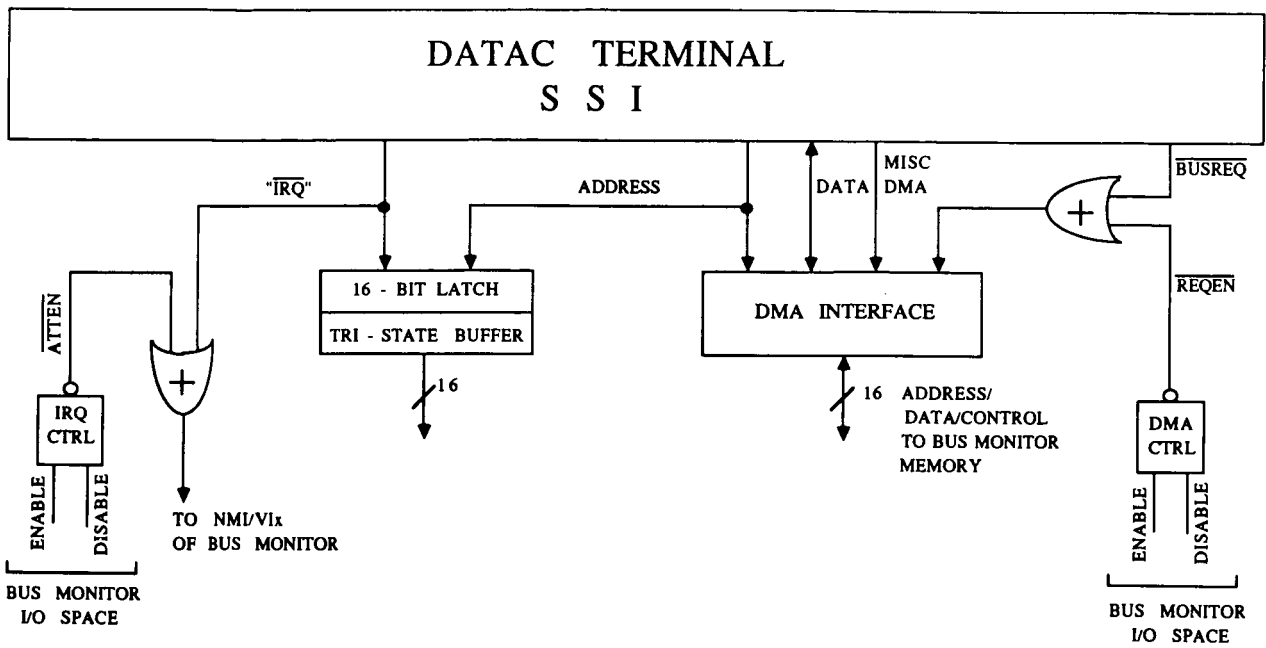 DATAC TERMINAL
S S I
"IRQ"
ADDRESS
DATA
MISC
DMA
BUSREQ
+
ATTEN
16 - BIT LATCH
TRI - STATE BUFFER
DMA INTERFACE
REQEN
+
16
16 ADDRESS/
DATA/CONTROL
TO BUS MONITOR
MEMORY
IRQ
CTRL
DMA
CTRL
ENABLE
DISABLE
TO NMI/VIx
OF BUS MONITOR
ENABLE
DISABLE
BUS MONITOR
I/O SPACE
BUS MONITOR
I/O SPACE